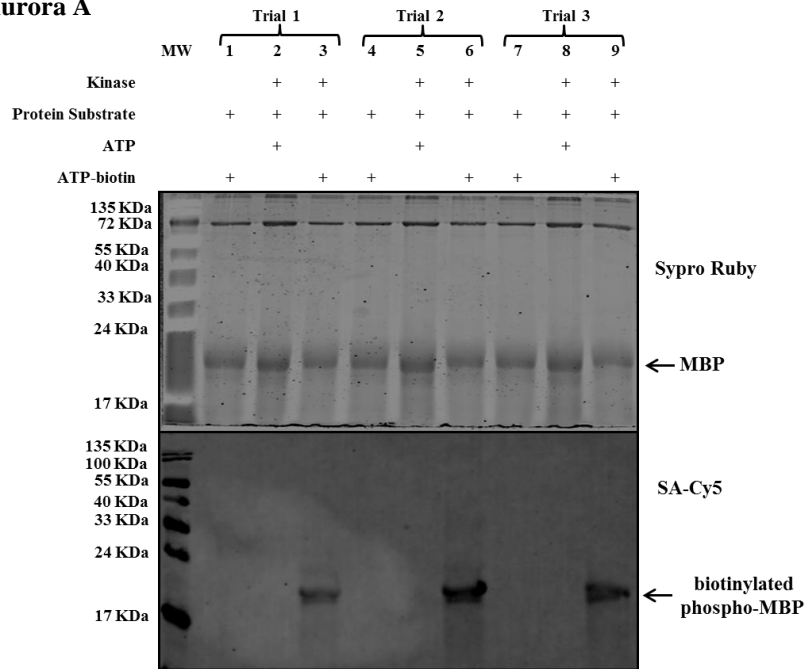 urora A
Trial 1 Trial 2 Trial 3
MW 1 2 3 4 5 6 7 8 9
Kinase + + + + + +
Protein Substrate + + + + + + + + +
ATP + + +
ATP-biotin + + + + + +
135 KDa
72 KDa
55 KDa
40 KDa
33 KDa
24 KDa
17 KDa
Sypro Ruby
MBP
135 KDa
100 KDa
55 KDa
40 KDa
33 KDa
24 KDa
17 KDa
SA-Cy5
biotinylated
phospho-MBP